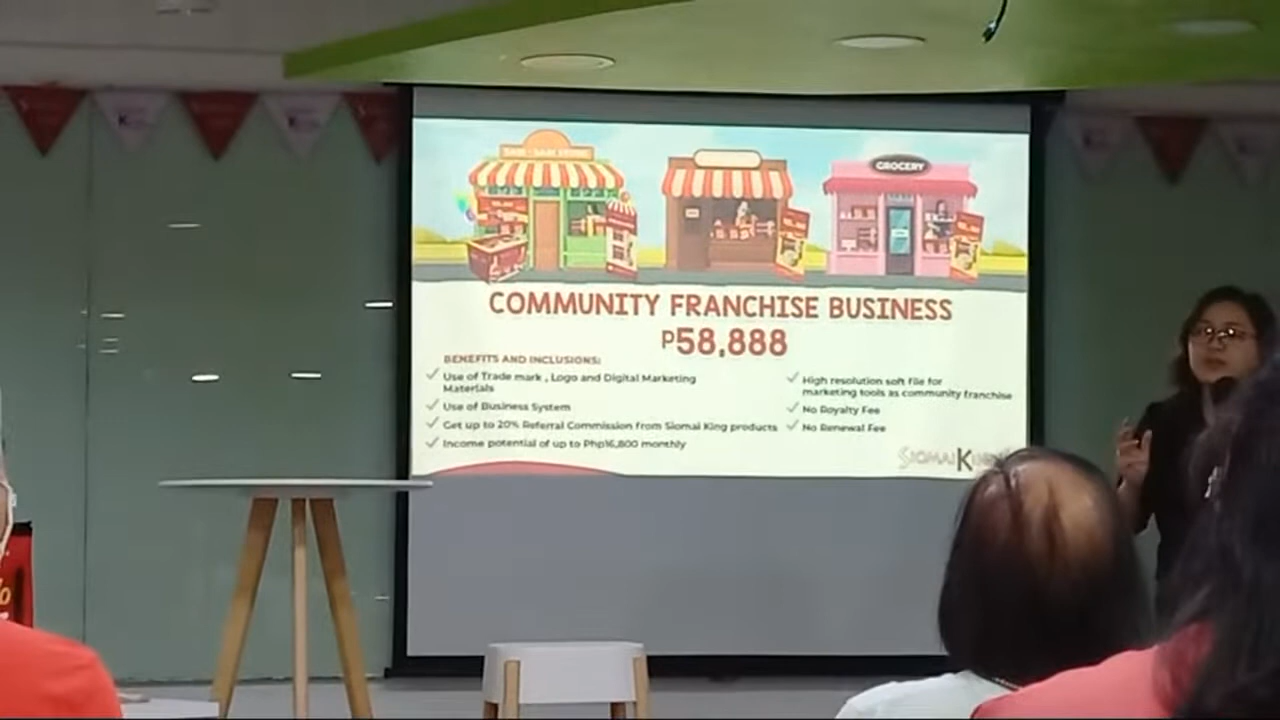 SARI-SARI STORE
GROCERY
COMMUNITY FRANCHISE BUSINESS
₱58,888
BENEFITS AND INCLUSIONS:
✓ Use of Trade mark , Logo and Digital Marketing
Materials
✓ Use of Business System
✓ Get up to 20% Referral Commission from Siomai King products
✓ Income potential of up to Php16,800 monthly
✓ High resolution soft file for
marketing tools as community franchise
✓ No Royalty Fee
✓ No Renewal Fee
SIOMAI KING